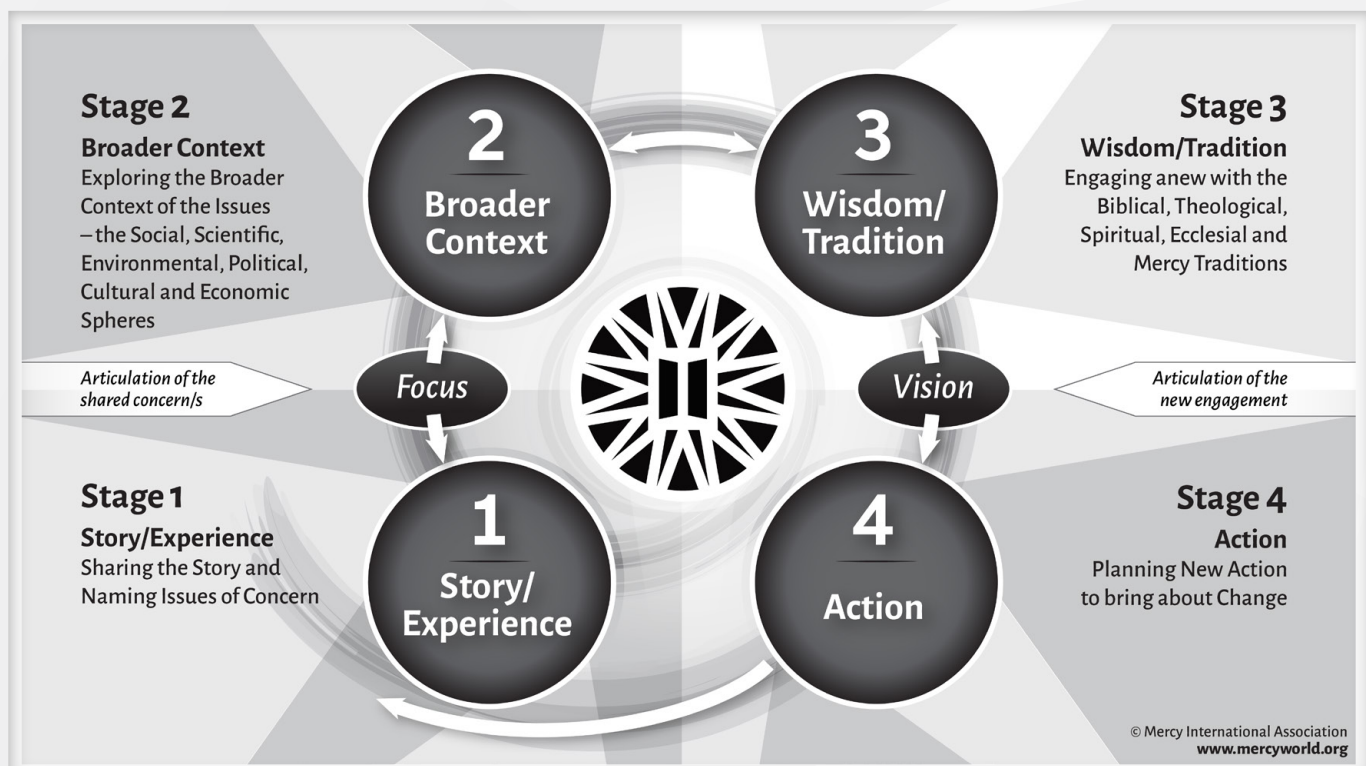 Stage 2
Broader Context
Exploring the Broader
Context of the Issues
– the Social, Scientific,
Environmental, Political,
Cultural and Economic
Spheres
2
Broader
Context
3
Wisdom/
Tradition
Stage 3
Wisdom/Tradition
Engaging anew with the
Biblical, Theological,
Spiritual, Ecclesial and
Mercy Traditions
Articulation of the
shared concern/s
Focus
Vision
Articulation of the
new engagement
Stage 1
Story/Experience
Sharing the Story and
Naming Issues of Concern
1
Story/
Experience
4
Action
Stage 4
Action
Planning New Action
to bring about Change
© Mercy International Association
www.mercyworld.org